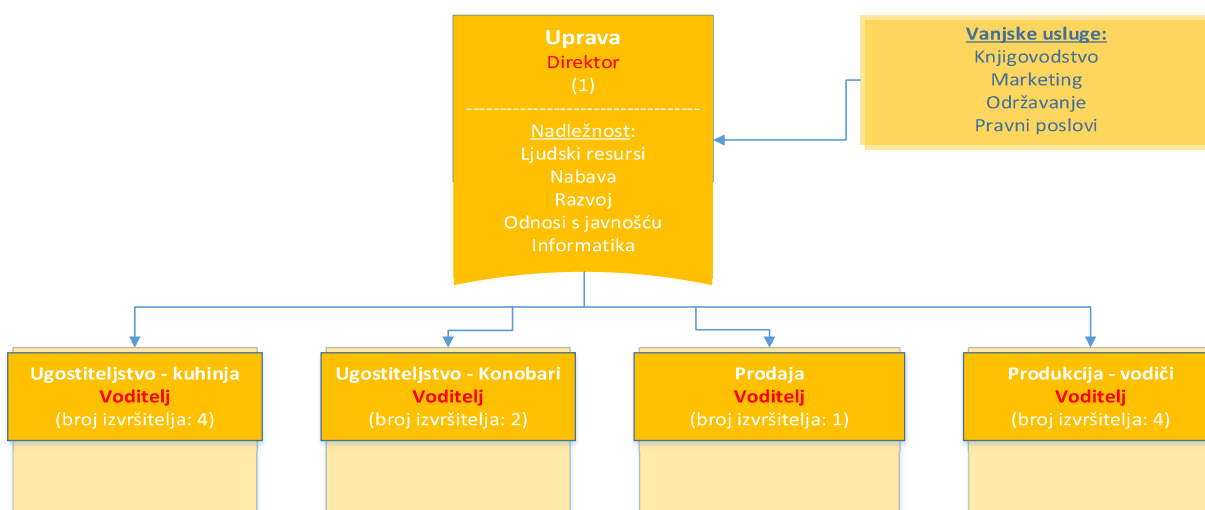 Uprava
Direktor
(1)
-----------------------------------
Nadležnost:
Ljudski resursi
Nabava
Razvoj
Odnosi s javnošću
Informatika
Vanjske usluge:
Knjigovodstvo
Marketing
Održavanje
Pravni poslovi
Ugostiteljstvo - kuhinja
Voditelj
(broj izvršitelja: 4)
Ugostiteljstvo - Konobari
Voditelj
(broj izvršitelja: 2)
Prodaja
Voditelj
(broj izvršitelja: 1)
Produkcija - vodiči
Voditelj
(broj izvršitelja: 4)